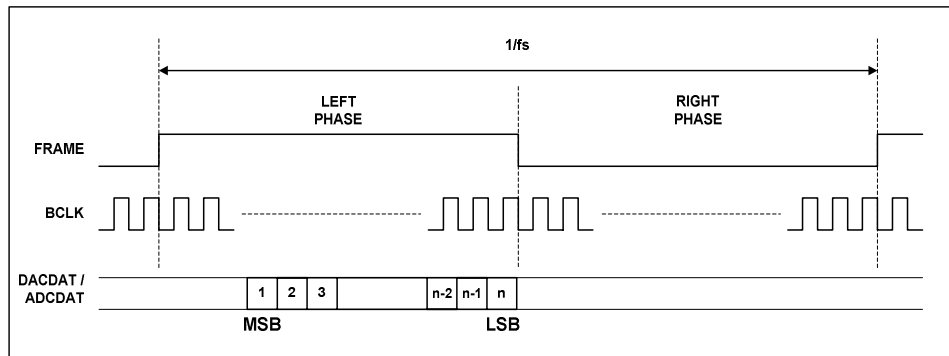 1/fs
LEFT
PHASE
RIGHT
PHASE
FRAME
BCLK
DACDAT /
ADCDAT
1 2 3 n-2 n-1 n
MSB LSB